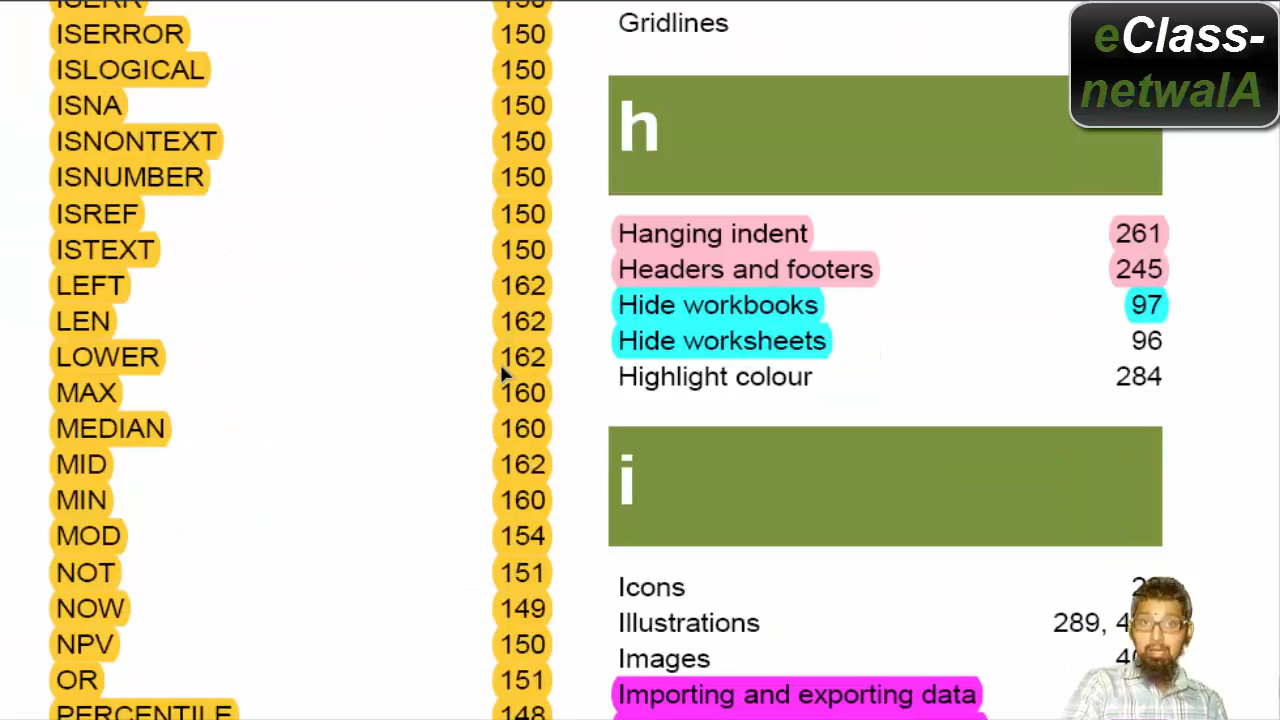 ISERROR 150
ISLOGICAL 150
ISNA 150
ISNONTEXT 150
ISNUMBER 150
ISREF 150
ISTEXT 150
LEFT 162
LEN 162
LOWER 162
MAX 160
MEDIAN 160
MID 162
MIN 160
MOD 154
NOT 151
NOW 149
NPV 150
OR 151
PERCENTILE 148
Gridlines
h
Hanging indent 261
Headers and footers 245
Hide workbooks 97
Hide worksheets 96
Highlight colour 284
i
Icons
Illustrations 289,
Images
Importing and exporting data
eClass-
netwalA